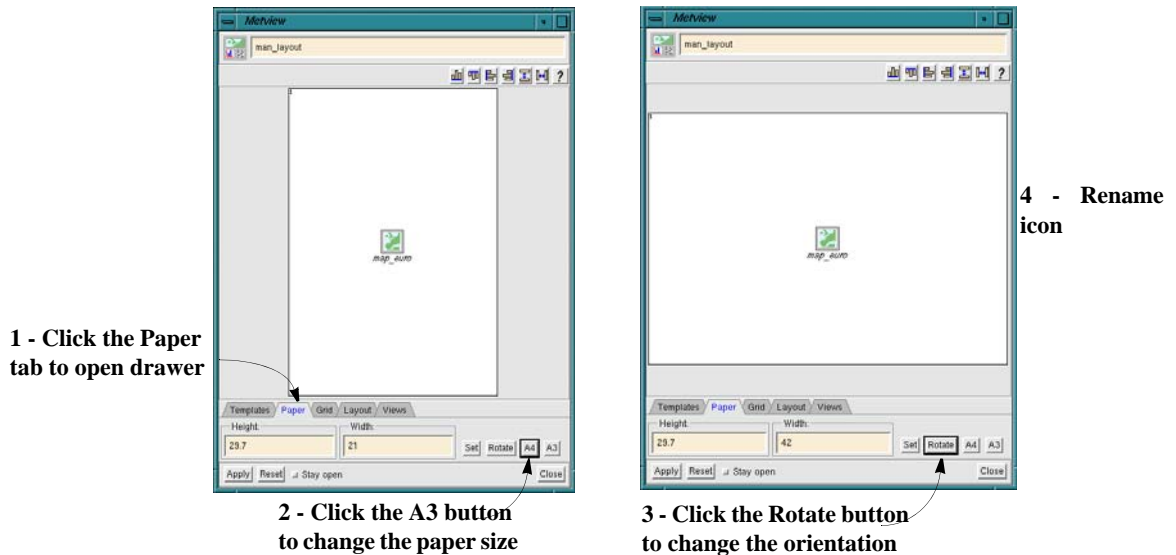 Metview
man_layout
?
1
map_euro
1 - Click the Paper
tab to open drawer
Templates Paper Grid Layout Views
Height. Width.
29.7 21 Set Rotate A4 A3
Apply Reset Stay open Close
2 - Click the A3 button
to change the paper size
Metview
man_layout
?
1
map_euro
4 - Rename
icon
Templates Paper Grid Layout Views
Height. Width.
29.7 42 Set Rotate A4 A3
Apply Reset Stay open Close
3 - Click the Rotate button
to change the orientation